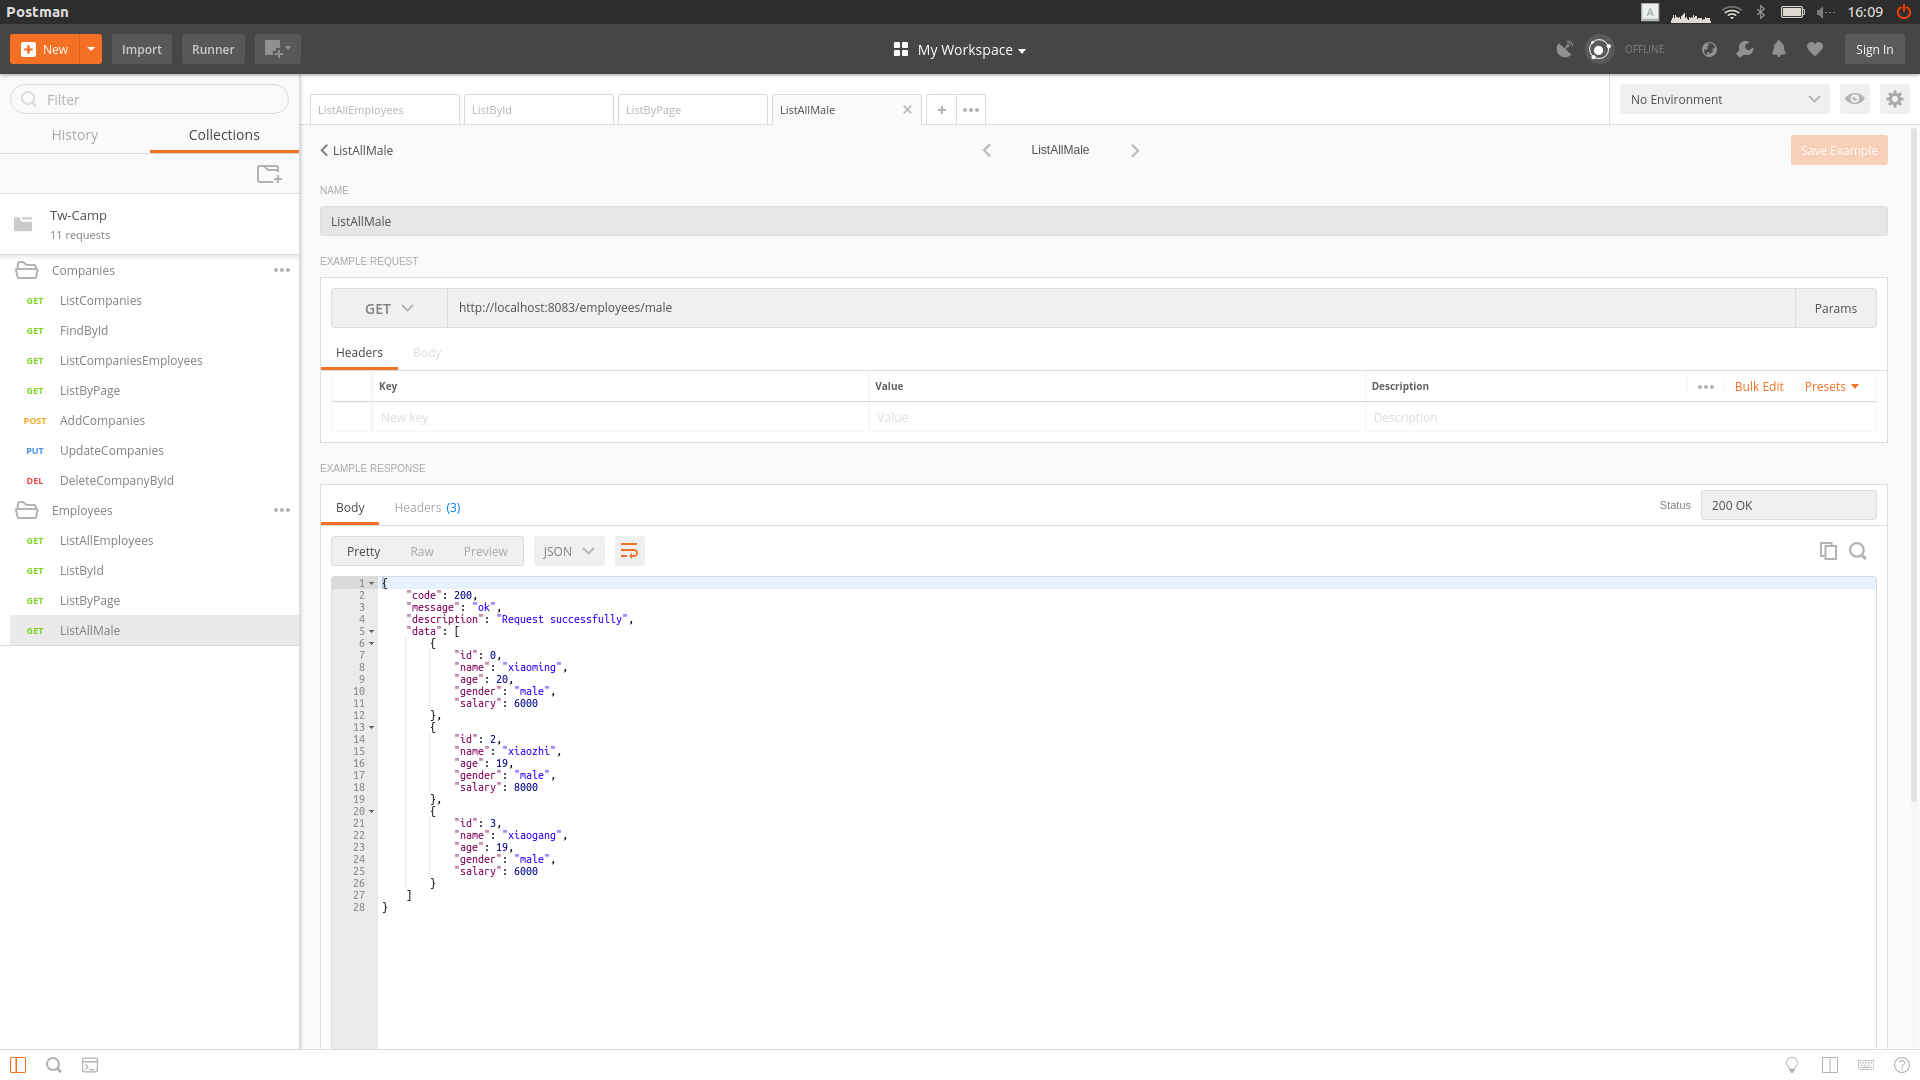 Postman
A
16:09
New
Import
Runner
My Workspace
OFFLINE
Sign In
Filter
History
Collections
Tw-Camp
11 requests
Companies
GET ListCompanies
GET FindById
GET ListCompaniesEmployees
GET ListByPage
POST AddCompanies
PUT UpdateCompanies
DEL DeleteCompanyById
Employees
GET ListAllEmployees
GET ListById
GET ListByPage
GET ListAllMale
ListAllEmployees
ListById
ListByPage
ListAllMale
No Environment
ListAllMale
ListAllMale
Save Example
NAME
ListAllMale
EXAMPLE REQUEST
GET
http://localhost:8083/employees/male
Params
Headers
Body
Key
Value
Description
Bulk Edit
Presets
New key
Value
Description
EXAMPLE RESPONSE
Body
Headers (3)
Status
200 OK
Pretty
Raw
Preview
JSON
1 {
2 "code": 200,
3 "message": "ok",
4 "description": "Request successfully",
5 "data": [
6 {
7 "id": 0,
8 "name": "xiaoming",
9 "age": 20,
10 "gender": "male",
11 "salary": 6000
12 },
13 {
14 "id": 2,
15 "name": "xiaozhi",
16 "age": 19,
17 "gender": "male",
18 "salary": 8000
19 },
20 {
21 "id": 3,
22 "name": "xiaogang",
23 "age": 19,
24 "gender": "male",
25 "salary": 6000
26 }
27 ]
28 }